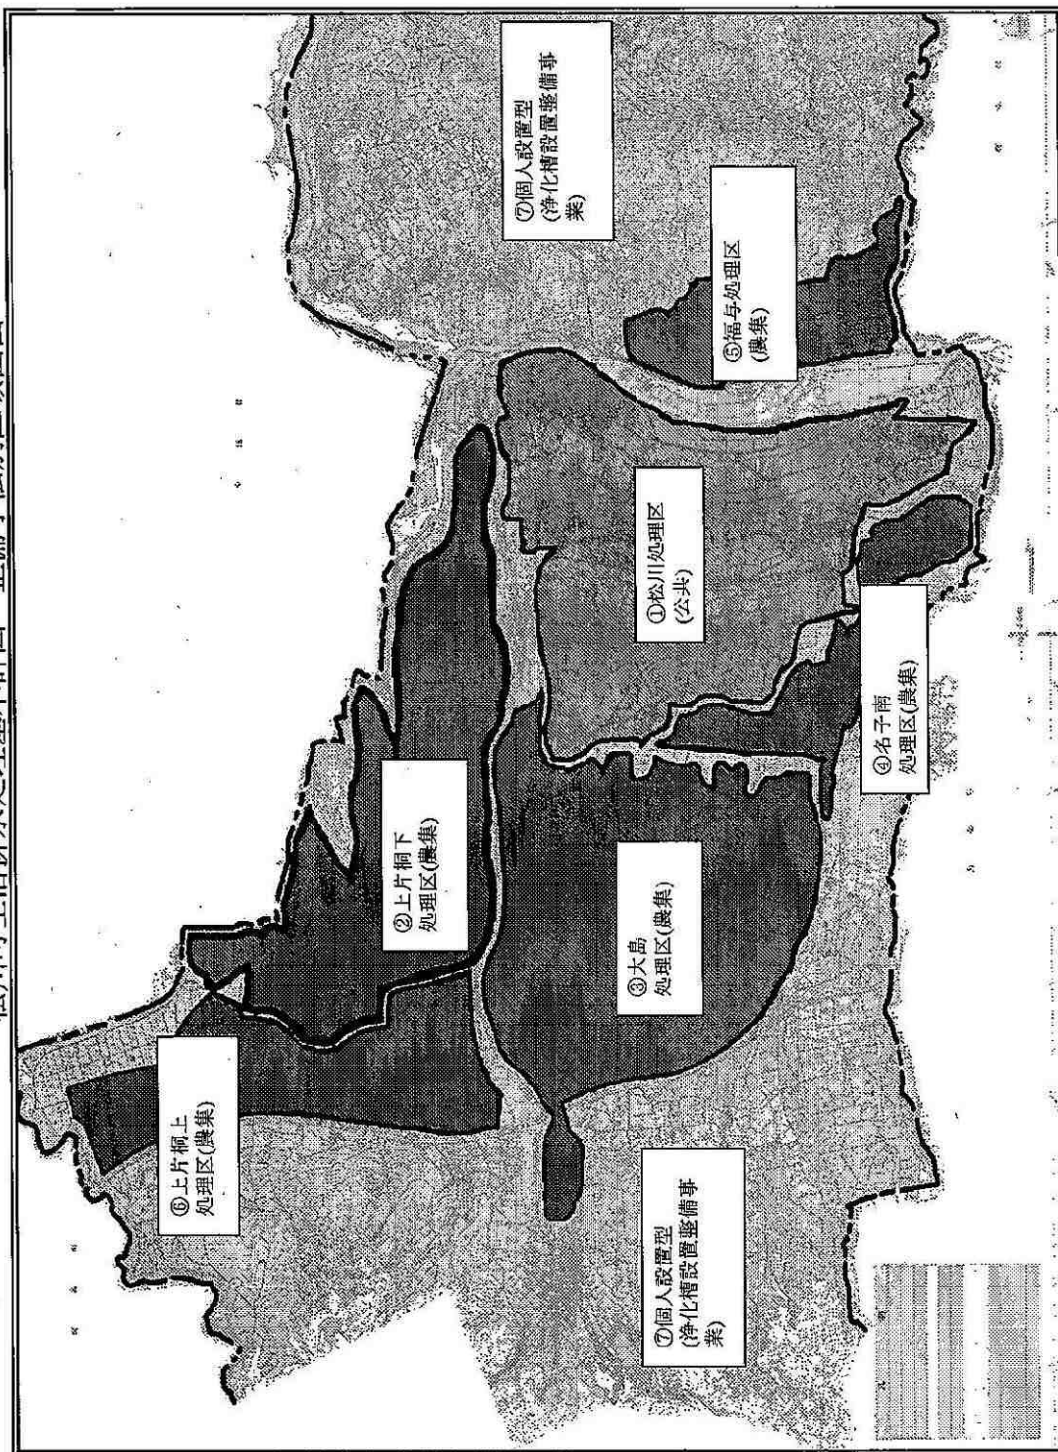 ⑦個人設置型
(浄化槽設置整備事
業)
⑤福与処理区
(農集)
①松川処理区
(公共)
④名子南
処理区(農集)
②上片桐下
処理区(農集)
③大島
処理区(農集)
⑥上片桐上
処理区(農集)
⑦個人設置型
(浄化槽設置整備事
業)